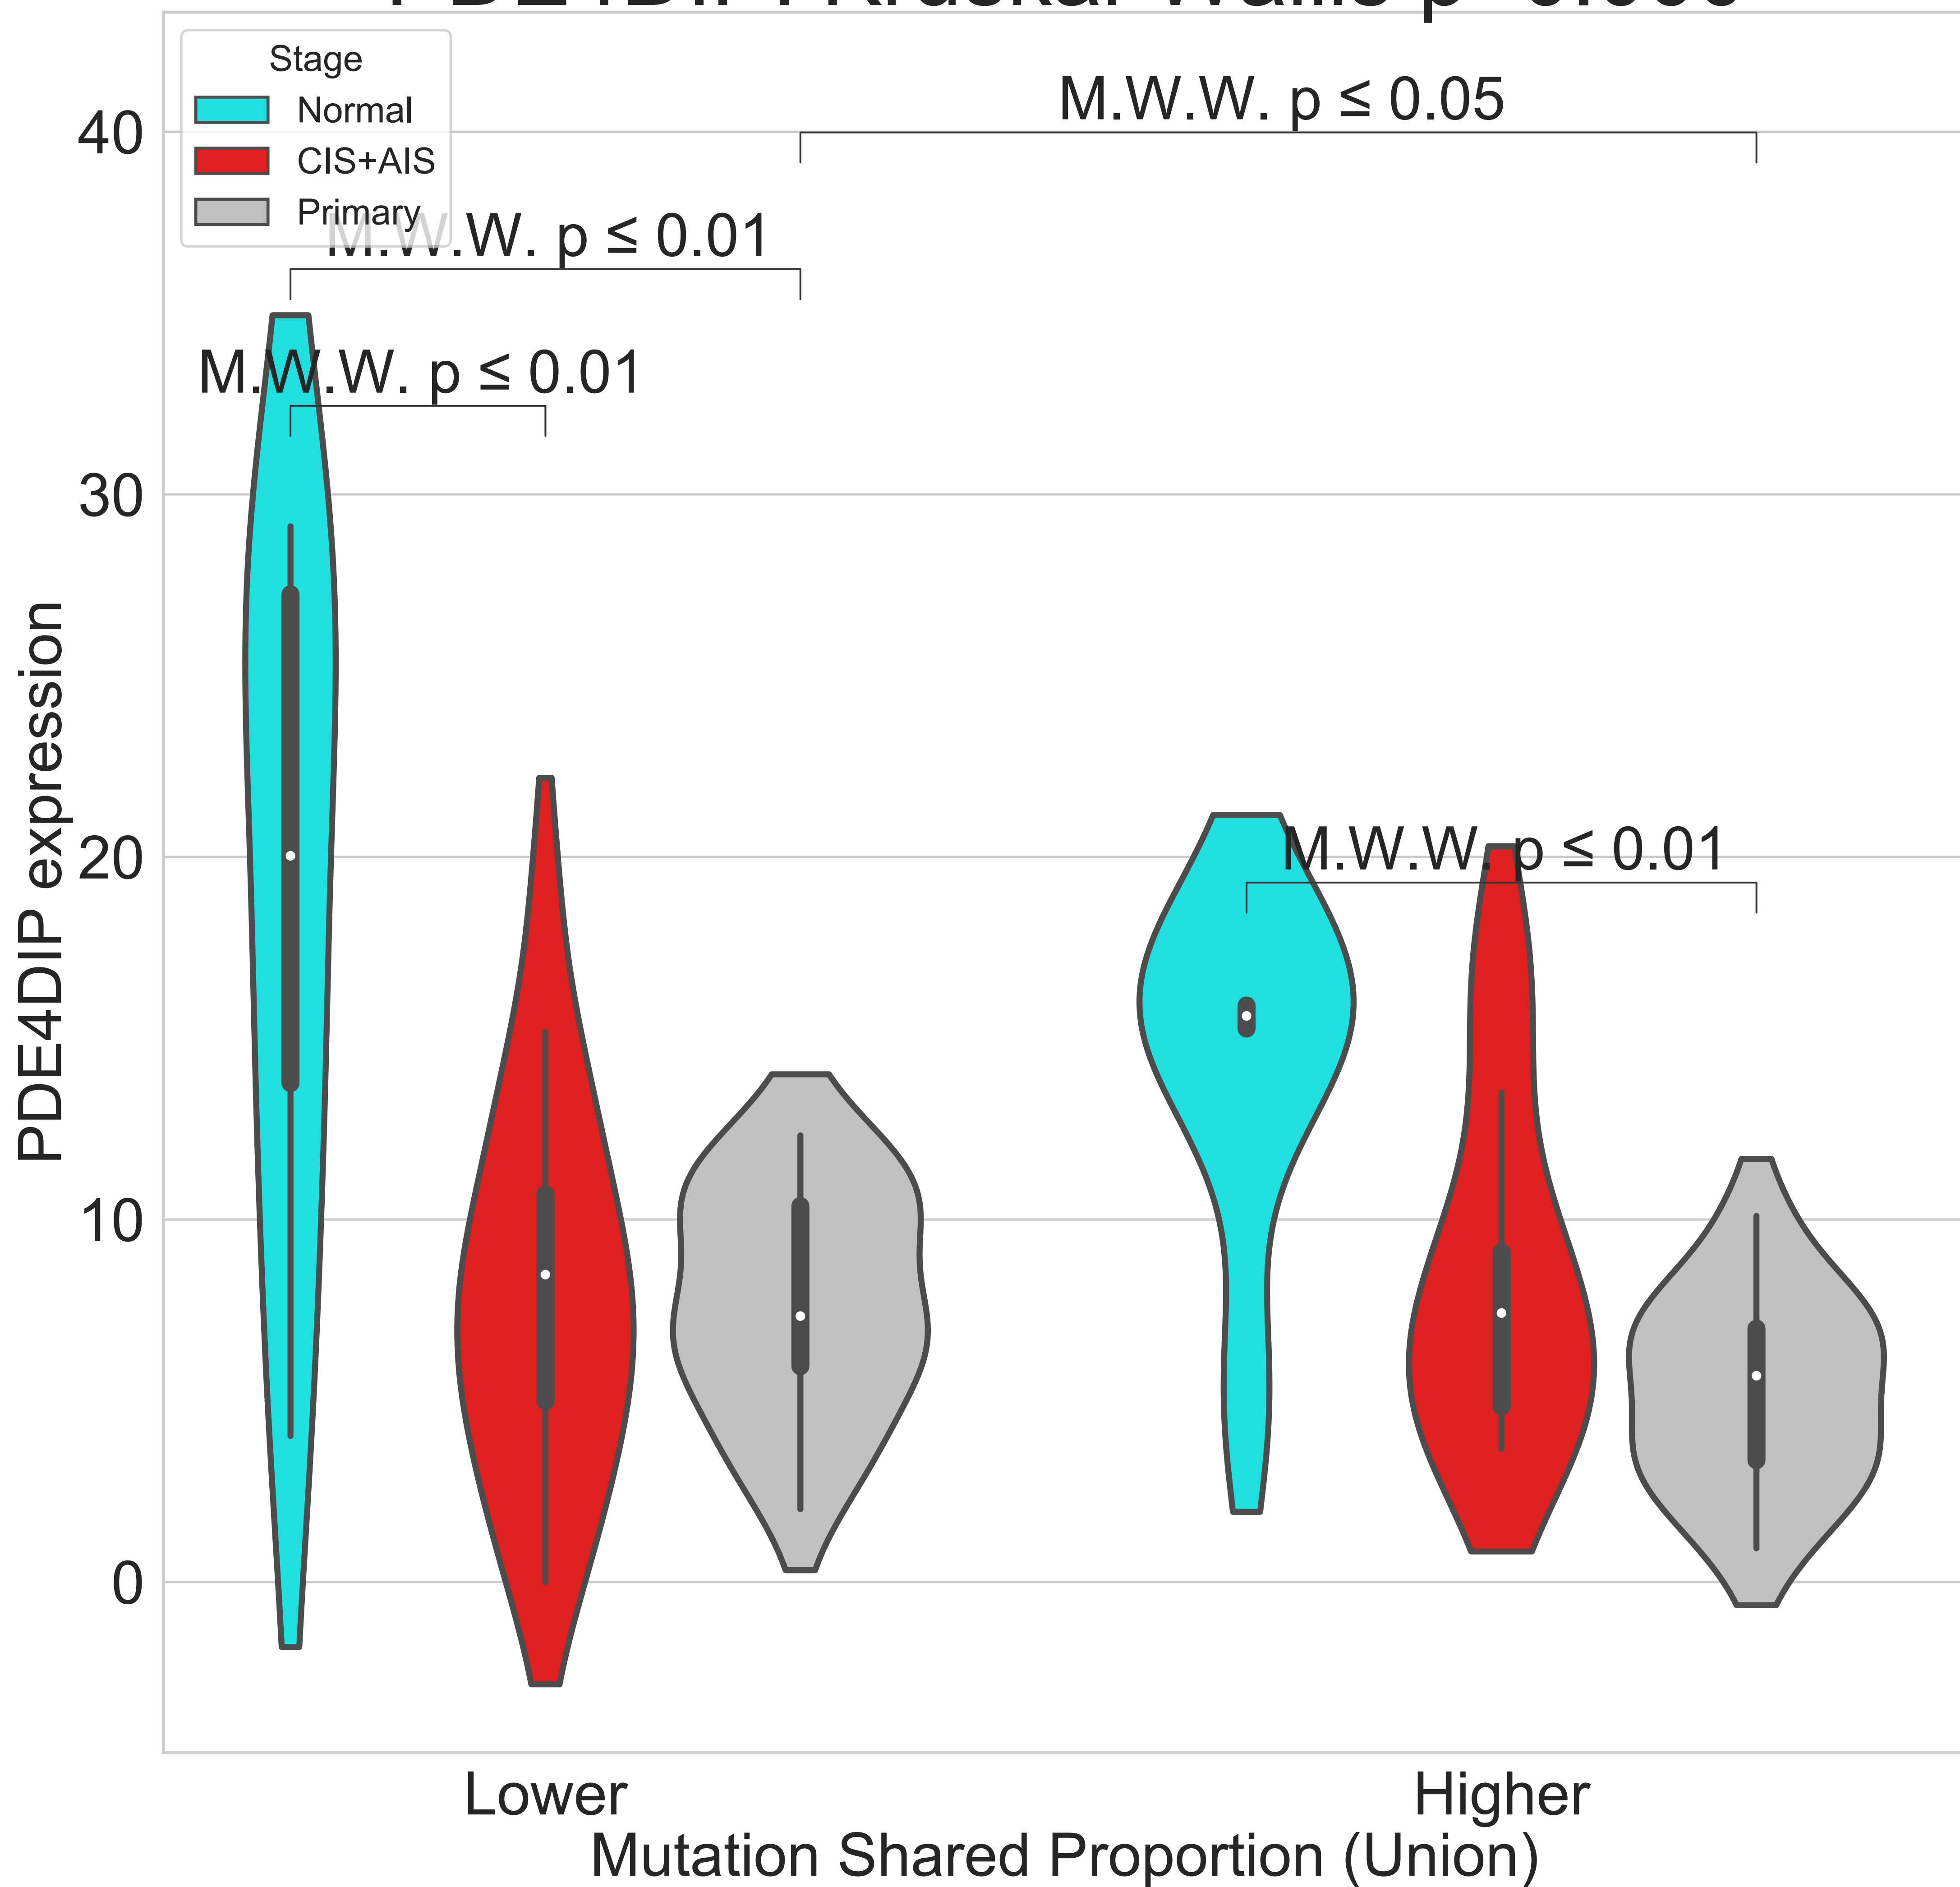 Stage
Normal
CIS+AIS
Primary
M.W.W. p ≤ 0.05
M.W.W. p ≤ 0.01
M.W.W. p ≤ 0.01
M.W.W. p ≤ 0.01
40
30
20
10
0
PDE4DIP expression
Lower
Higher
Mutation Shared Proportion (Union)